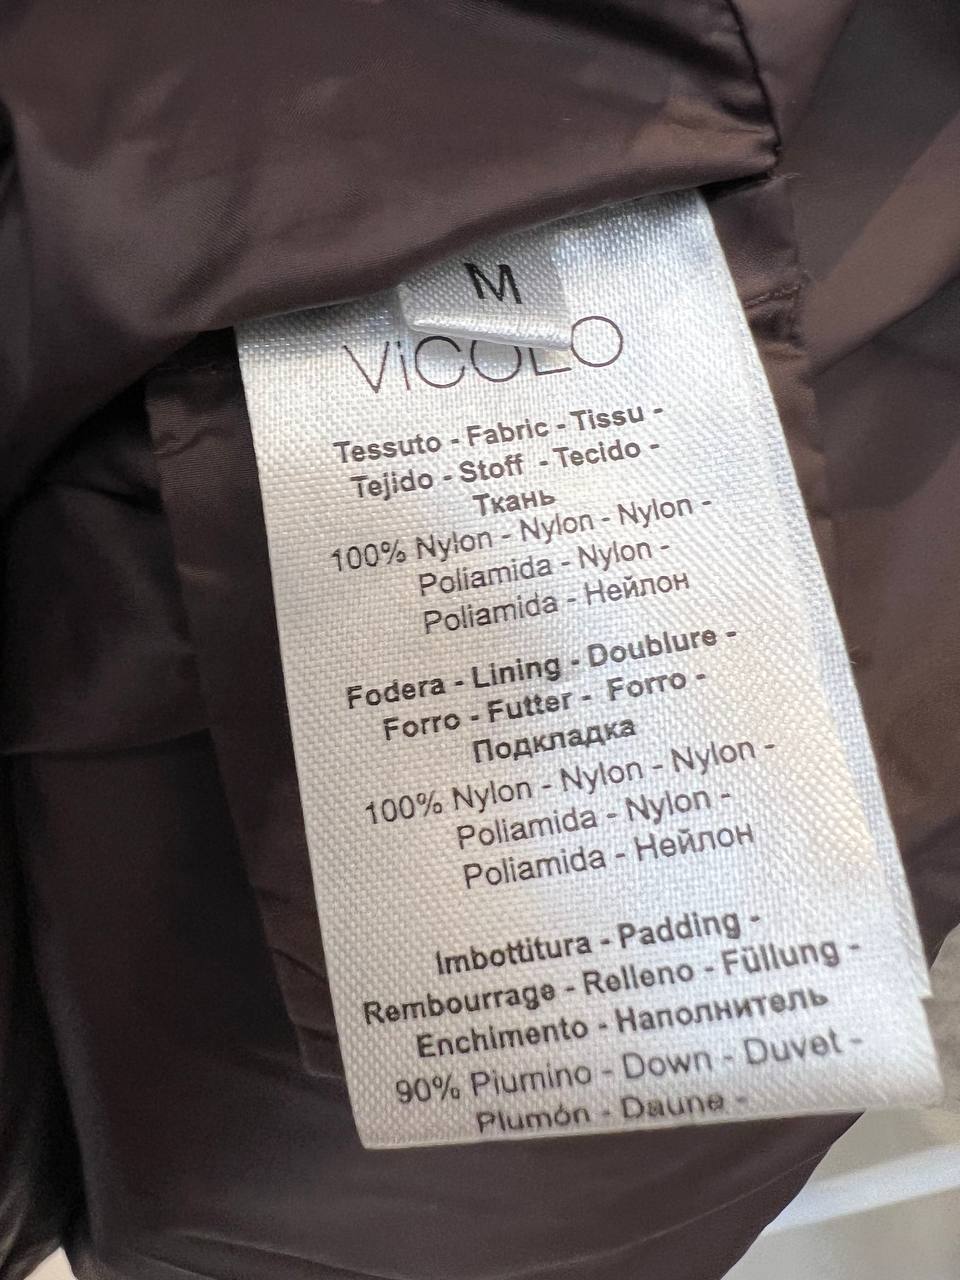 M
ViCOLO
Tessuto - Fabric - Tissu -
Tejido - Stoff - Tecido -
Ткань
100% Nylon - Nylon - Nylon -
Poliamida - Nylon -
Poliamida - Нейлон
Fodera - Lining - Doublure -
Forro - Futter - Forro -
Подкладка
100% Nylon - Nylon - Nylon -
Poliamida - Nylon -
Poliamida - Нейлон
Imbottitura - Padding -
Rembourrage - Relleno - Füllung -
Enchimento - Наполнитель
90% Piumino - Down - Duvet -
Plumón - Daune -